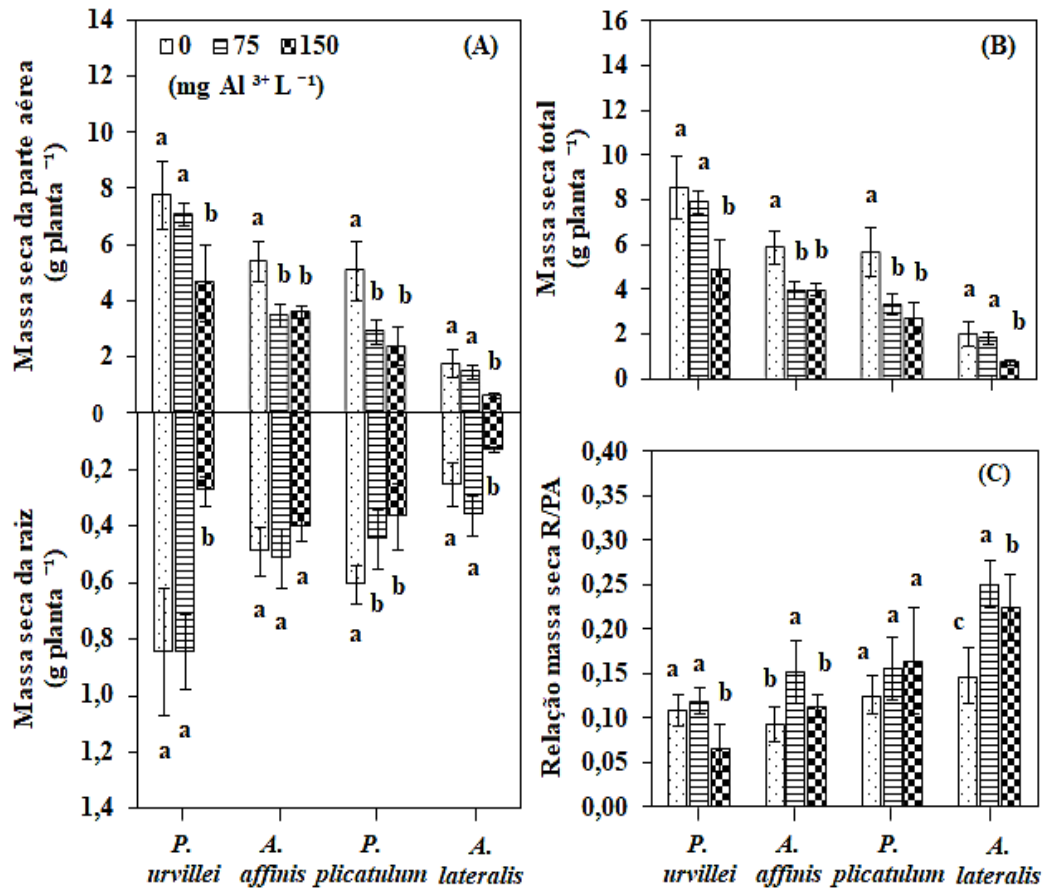 14
12
10
8
6
4
2
0
0,2
0,4
0,6
0,8
1,0
1,2
1,4
Massa seca da parte aérea
(g planta ⁻¹)
Massa seca da raiz
(g planta ⁻¹)
0 75 150
(mg Al ³⁺ L ⁻¹)
(A)
a a b
a b b
a b b
a a b
a a b
a a a
a b b
a a b
P. urvillei
A. affinis
P. plicatulum
A. lateralis
16
14
12
10
8
6
4
2
0
Massa seca total
(g planta ⁻¹)
(B)
a a b
a b b
a b b
a a b
0,40
0,35
0,30
0,25
0,20
0,15
0,10
0,05
0,00
Relação massa seca R/PA
(C)
a a b
b a b
a a a
c a b
P. urvillei
A. affinis
P. plicatulum
A. lateralis